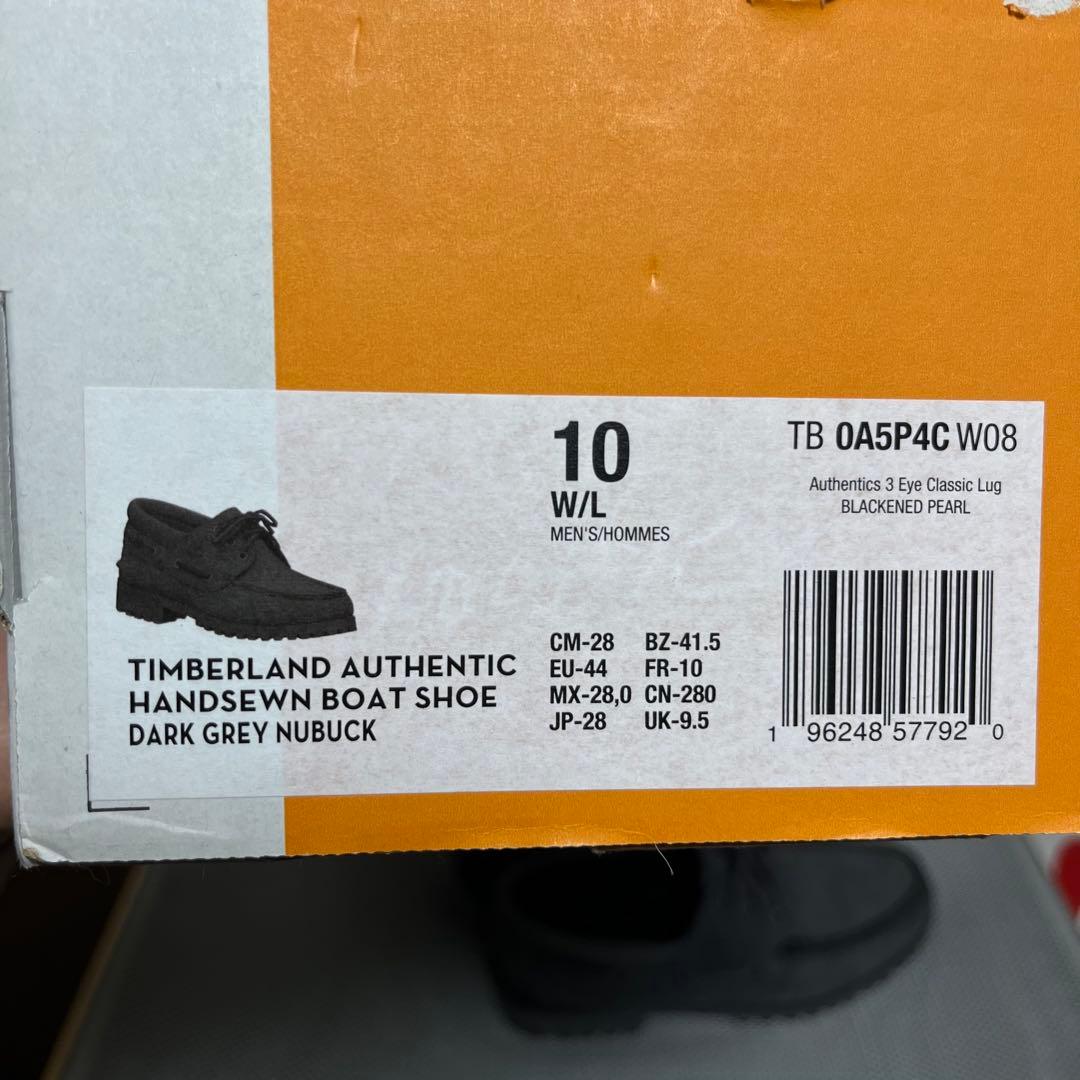 10
W/L
MEN'S/HOMMES
TB 0A5P4C W08
Authentics 3 Eye Classic Lug
BLACKENED PEARL
TIMBERLAND AUTHENTIC
HANDSEWN BOAT SHOE
DARK GREY NUBUCK
CM-28 BZ-41.5
EU-44 FR-10
MX-28,0 CN-280
JP-28 UK-9.5
1 96248 57792 0